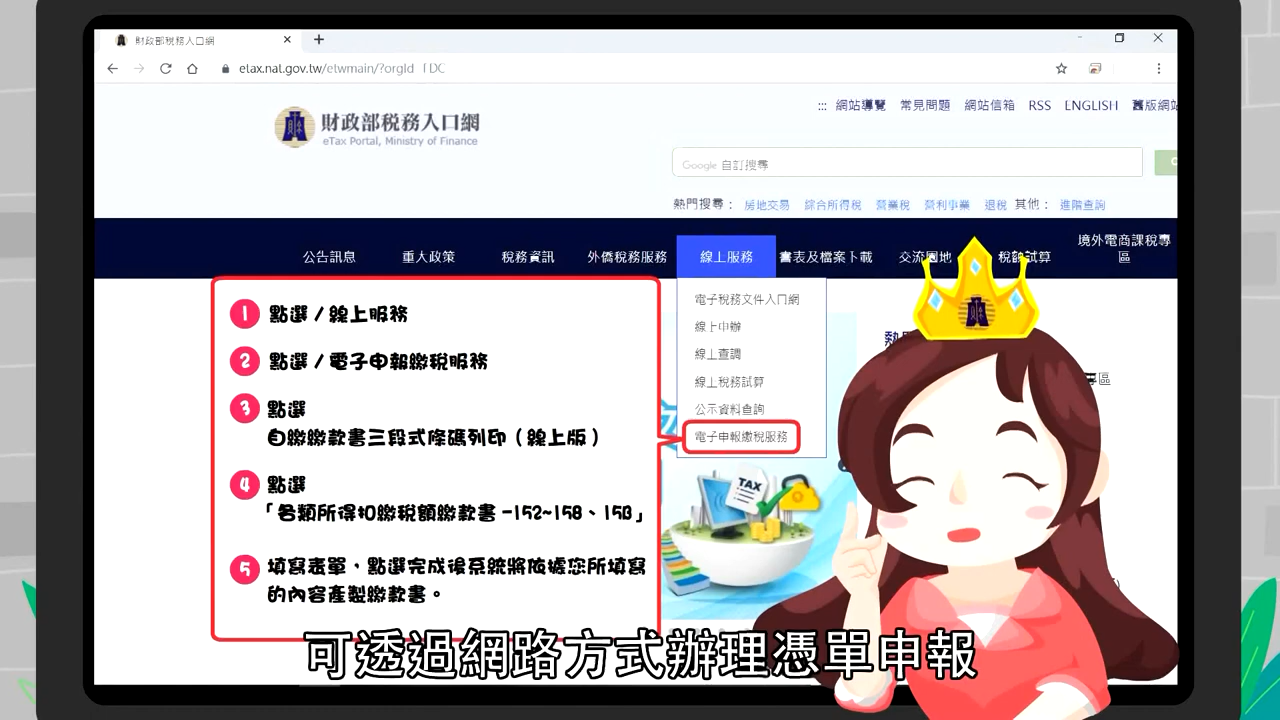 財政部稅務入口網
etax.nat.gov.tw/etwmain/?orgId
財政部稅務入口網
eTax Portal, Ministry of Finance
::: 網站導覽 常見問題 網站信箱 RSS ENGLISH 舊版網站
Google 自訂搜尋
熱門搜尋： 房地交易 綜合所得稅 營業稅 營利事業 退稅 其他： 進階查詢
公告訊息 重大政策 稅務資訊 外僑稅務服務 線上服務 書表及檔案下載 交流園地 稅額試算 境外電商課稅專區
電子稅務文件入口網
線上申辦
線上查調
線上稅務試算
公示資料查詢
電子申報繳稅服務
1 點選／線上服務
2 點選／電子申報繳稅服務
3 點選
自繳繳款書三段式條碼列印（線上版）
4 點選
「各類所得扣繳稅額繳款書-152~158、15B」
5 填寫表單，點選完成後系統將依據您所填寫
的內容產製繳款書。
TAX
可透過網路方式辦理憑單申報